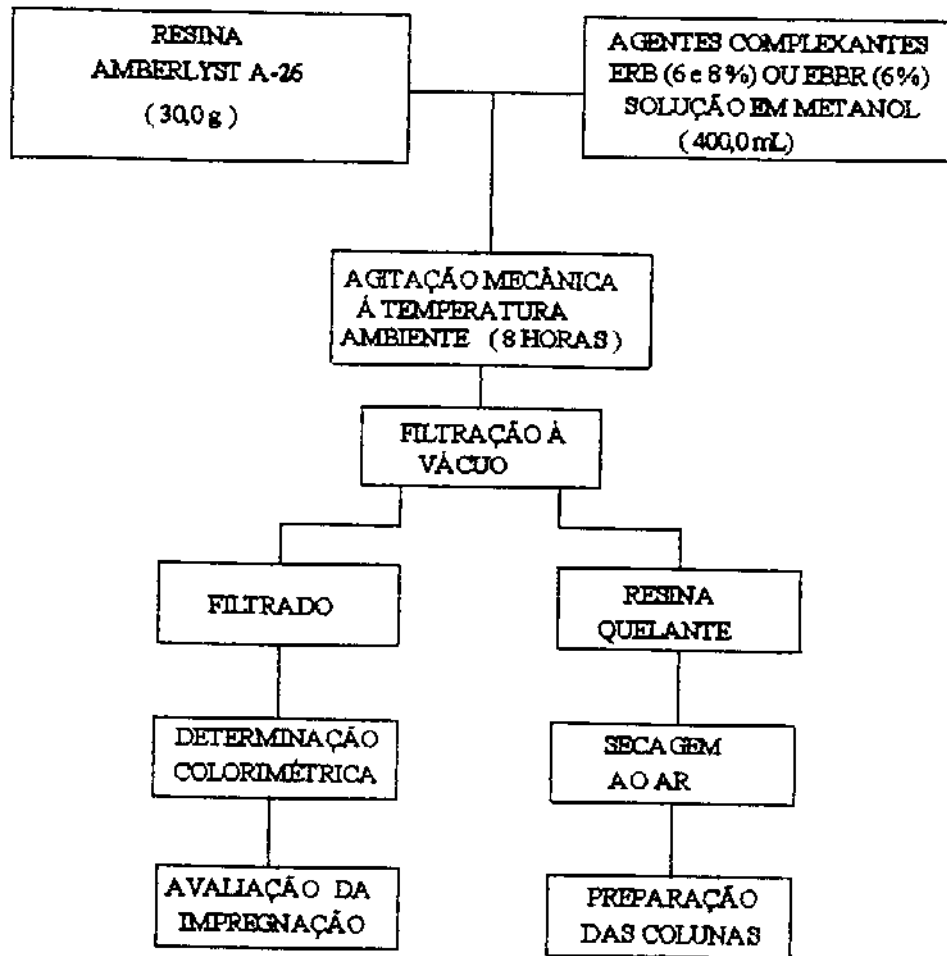 RESINA
AMBERLYST A-26
(30,0 g)
AGENTES COMPLEXANTES
ERB (6 e 8%) OU EBBR (6%)
SOLUÇÃO EM METANOL
(400,0 mL)
AGITAÇÃO MECÂNICA
À TEMPERATURA
AMBIENTE (8 HORAS)
FILTRAÇÃO À
VÁCUO
FILTRADO
RESINA
QUELANTE
DETERMINAÇÃO
COLORIMÉTRICA
SECAGEM
AO AR
AVALIAÇÃO DA
IMPREGNAÇÃO
PREPARAÇÃO
DAS COLUNAS